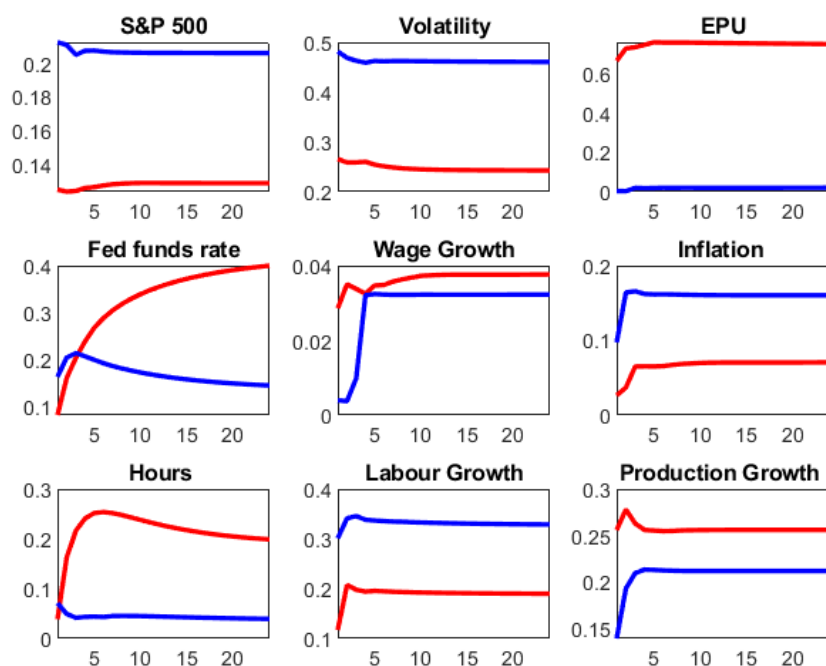 S&P 500
0.2
0.18
0.16
0.14
5 10 15 20
Volatility
0.5
0.4
0.3
0.2
5 10 15 20
EPU
0.6
0.4
0.2
0
5 10 15 20
Fed funds rate
0.4
0.3
0.2
0.1
5 10 15 20
Wage Growth
0.04
0.02
0
5 10 15 20
Inflation
0.2
0.1
0
5 10 15 20
Hours
0.3
0.2
0.1
0
5 10 15 20
Labour Growth
0.4
0.3
0.2
0.1
5 10 15 20
Production Growth
0.3
0.25
0.2
0.15
5 10 15 20